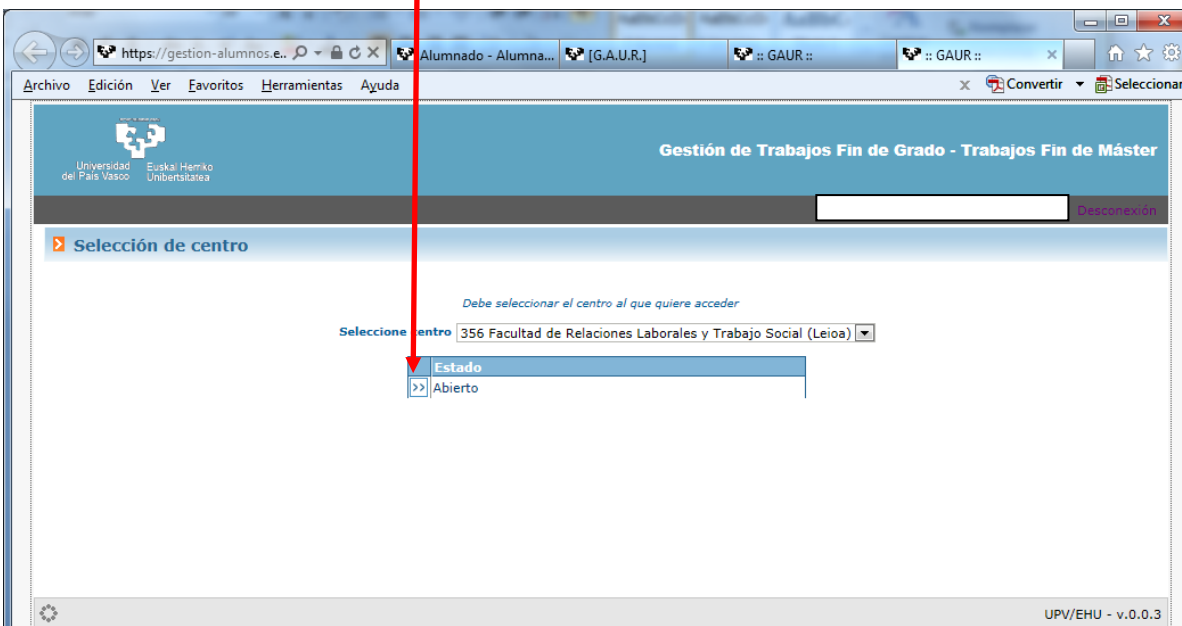 https://gestion-alumnos.e..
Alumnado - Alumna...
[G.A.U.R.]
:: GAUR ::
:: GAUR ::
Archivo Edición Ver Favoritos Herramientas Ayuda
x Convertir Seleccionar
Universidad del País Vasco
Euskal Herriko Unibertsitatea
Gestión de Trabajos Fin de Grado - Trabajos Fin de Máster
Desconexión
Selección de centro
Debe seleccionar el centro al que quiere acceder
Seleccione centro 356 Facultad de Relaciones Laborales y Trabajo Social (Leioa)
Estado
>> Abierto
UPV/EHU - v.0.0.3